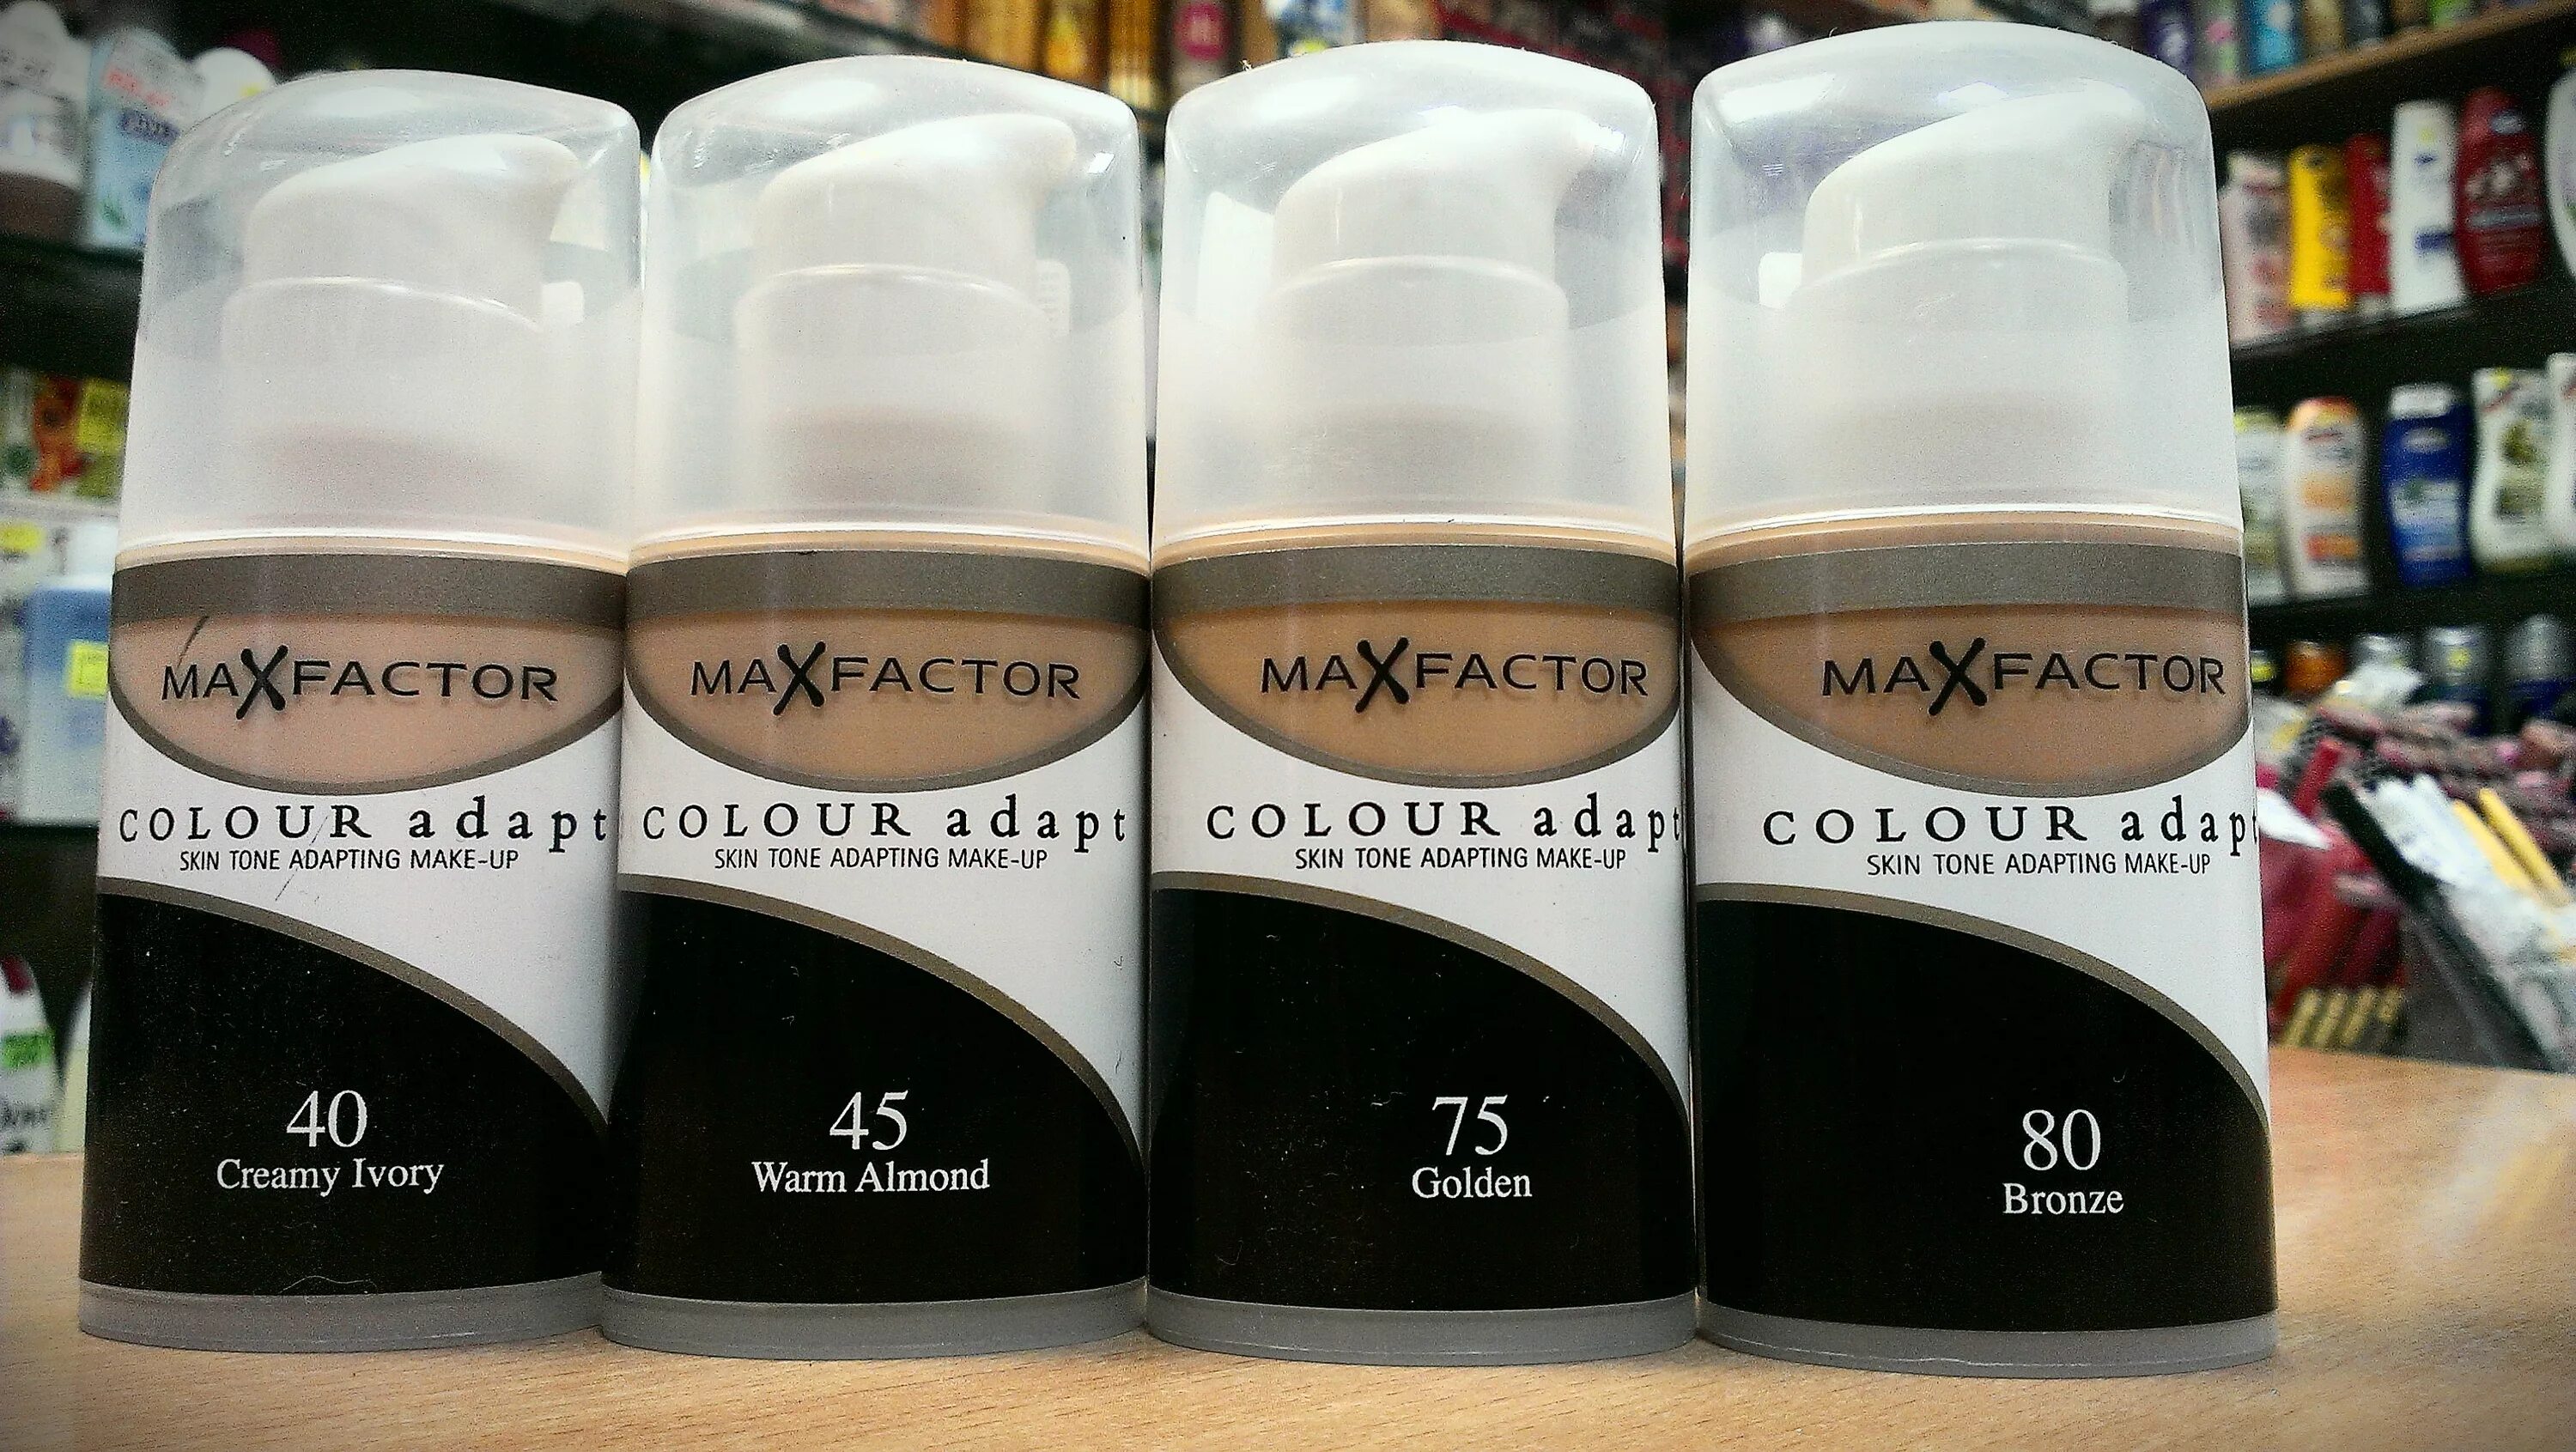 MAXFACTOR
COLOUR adapt
SKIN TONE ADAPTING MAKE-UP
40
Creamy Ivory
MAXFACTOR
COLOUR adapt
SKIN TONE ADAPTING MAKE-UP
45
Warm Almond
MAXFACTOR
COLOUR adapt
SKIN TONE ADAPTING MAKE-UP
75
Golden
MAXFACTOR
COLOUR adapt
SKIN TONE ADAPTING MAKE-UP
80
Bronze